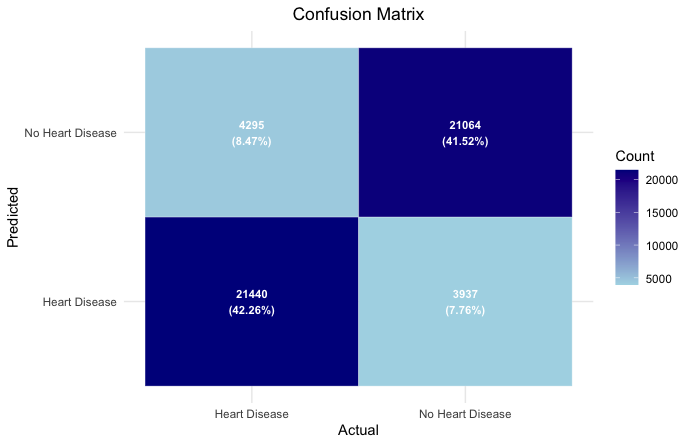 Confusion Matrix
Predicted
No Heart Disease
4295
(8.47%)
21064
(41.52%)
Heart Disease
21440
(42.26%)
3937
(7.76%)
Heart Disease
No Heart Disease
Actual
Count
20000
15000
10000
5000